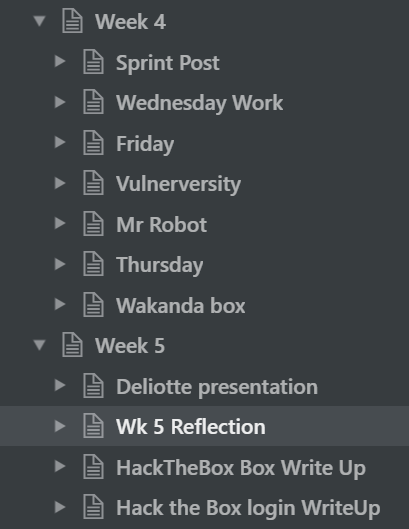 Week 4
Sprint Post
Wednesday Work
Friday
Vulnerversity
Mr Robot
Thursday
Wakanda box
Week 5
Deliotte presentation
Wk 5 Reflection
HackTheBox Box Write Up
Hack the Box login WriteUp